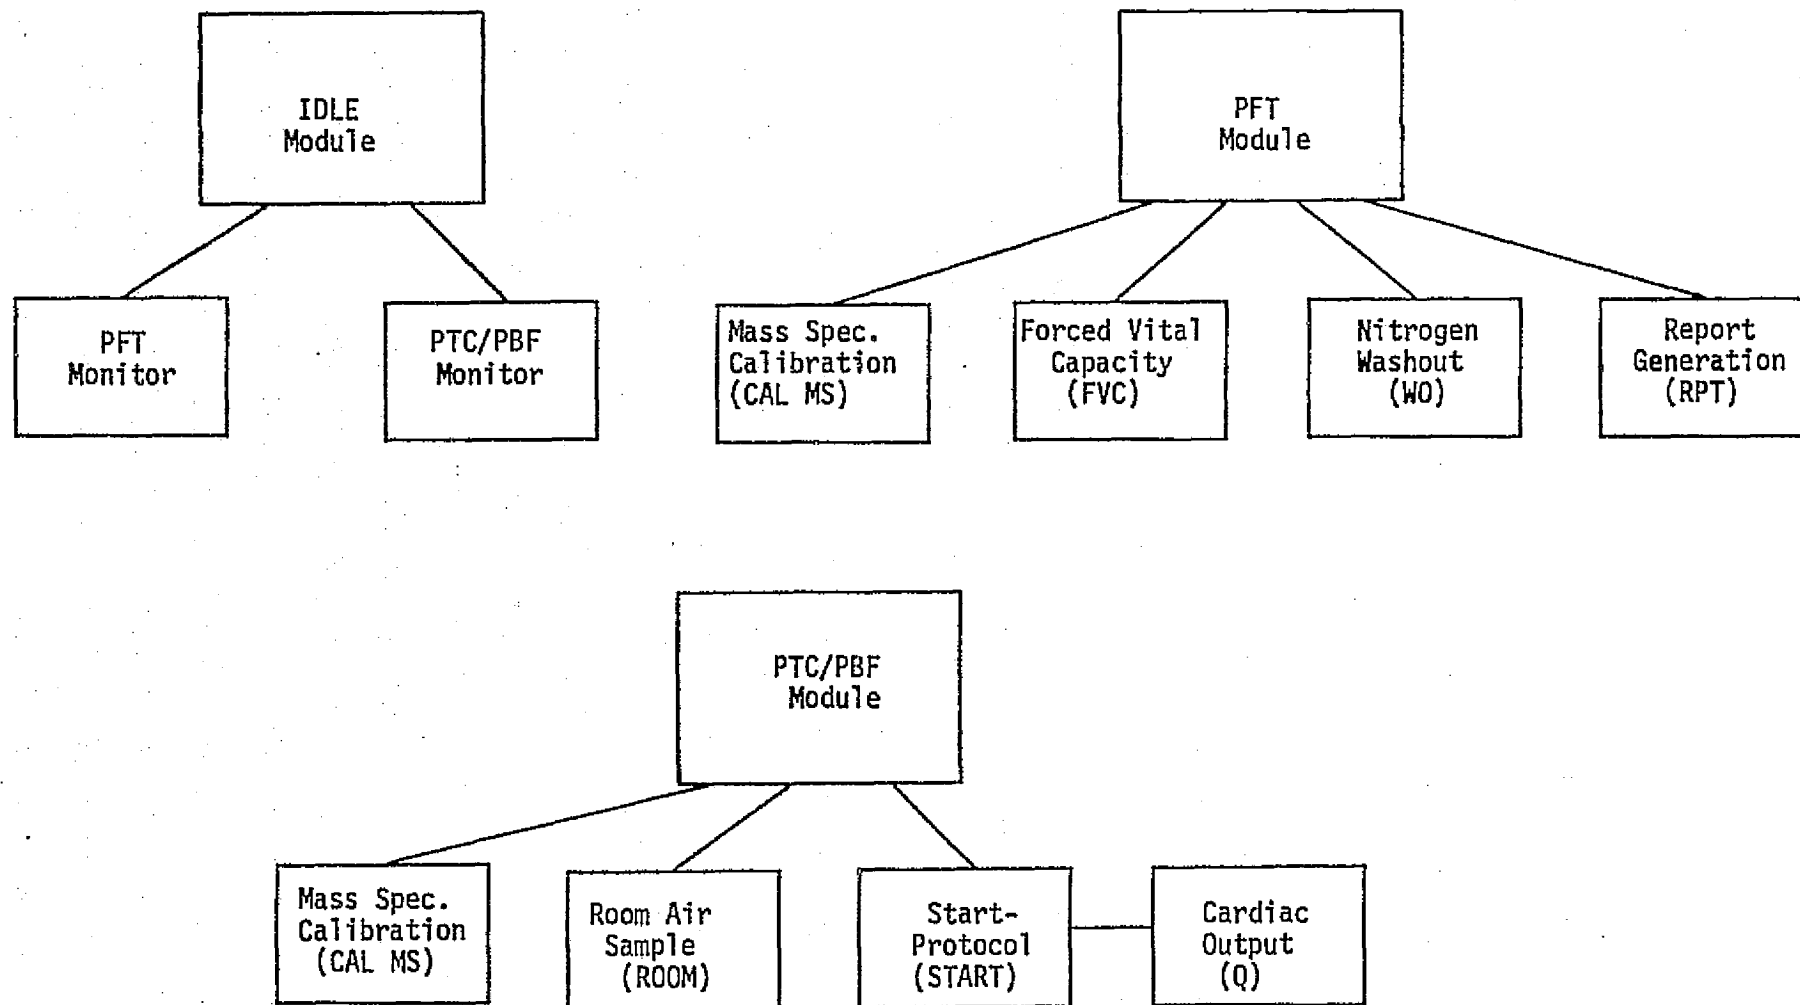 IDLE
Module
PFT
Monitor
PTC/PBF
Monitor
PFT
Module
Mass Spec.
Calibration
(CAL MS)
Forced Vital
Capacity
(FVC)
Nitrogen
Washout
(WO)
Report
Generation
(RPT)
PTC/PBF
Module
Mass Spec.
Calibration
(CAL MS)
Room Air
Sample
(ROOM)
Start-
Protocol
(START)
Cardiac
Output
(Q)